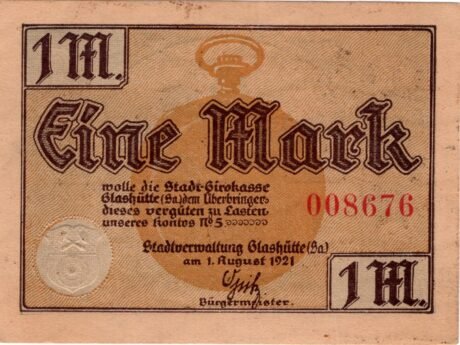 1 M.
Eine Mark
wolle die Stadt-Girokasse
Glashütte (Sa.) dem Überbringer
dieses vergüten zu Lasten
unseres Kontos No 5
008676
Stadtverwaltung Glashütte (Sa)
am 1. August 1921
Bürgermeister.
1 M.